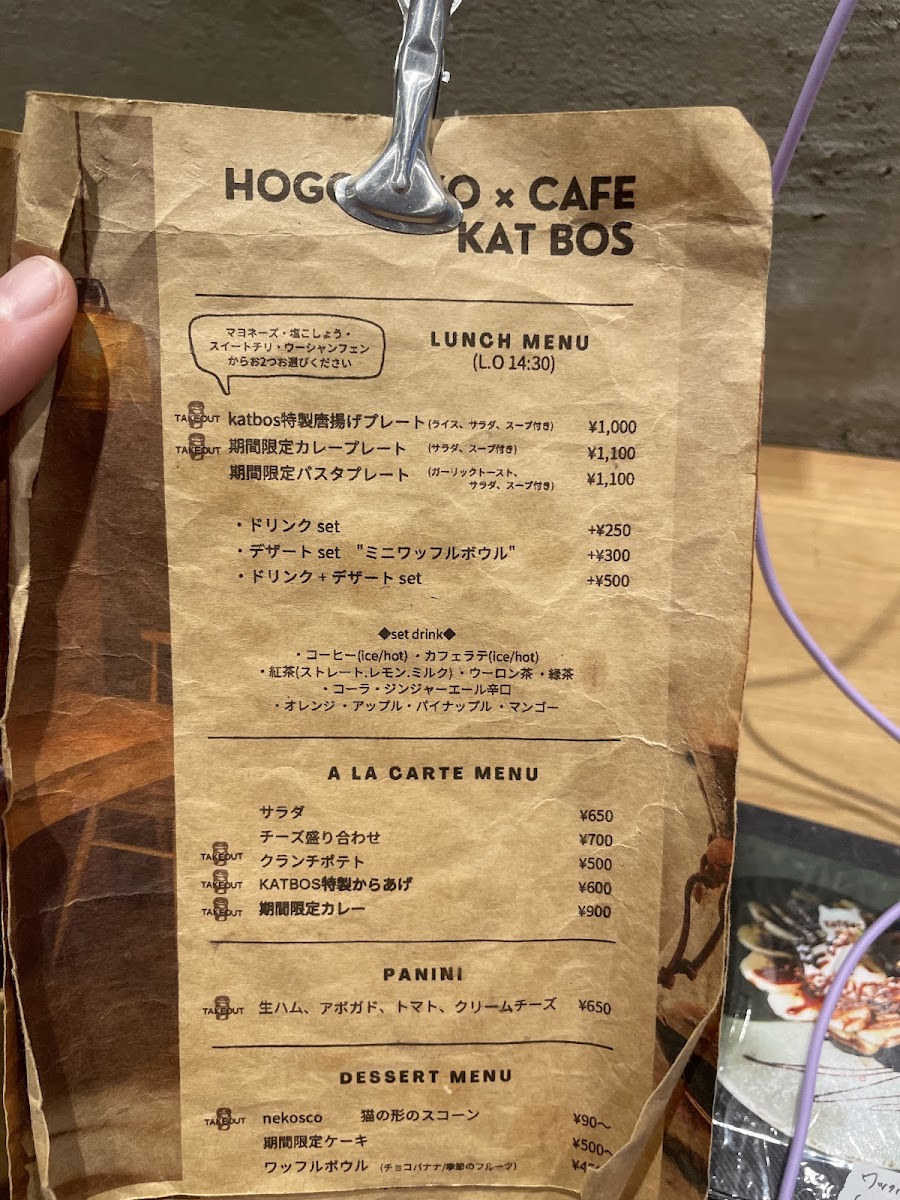 HOGO × CAFE
KAT BOS
マヨネーズ・塩こしょう・
スイートチリ・ウーシャンフェン
からお2つお選びください
LUNCH MENU
(L.O 14:30)
TAKEOUT katbos特製唐揚げプレート (ライス、サラダ、スープ付き) ¥1,000
TAKEOUT 期間限定カレープレート (サラダ、スープ付き) ¥1,100
期間限定パスタプレート (ガーリックトースト、 ¥1,100
サラダ、スープ付き)
・ドリンク set +¥250
・デザート set "ミニワッフルボウル" +¥300
・ドリンク + デザート set +¥500
◆set drink◆
・コーヒー(ice/hot) ・カフェラテ(ice/hot)
・紅茶(ストレート.レモン.ミルク) ・ウーロン茶 ・緑茶
・コーラ・ジンジャーエール辛口
・オレンジ ・アップル・パイナップル ・マンゴー
A LA CARTE MENU
サラダ ¥650
チーズ盛り合わせ ¥700
TAKEOUT クランチポテト ¥500
TAKEOUT KATBOS特製からあげ ¥600
TAKEOUT 期間限定カレー ¥900
PANINI
TAKEOUT 生ハム、アボガド、トマト、クリームチーズ ¥650
DESSERT MENU
TAKEOUT nekosco 猫の形のスコーン ¥90～
期間限定ケーキ ¥500～
ワッフルボウル (チョコバナナ/季節のフルーツ)